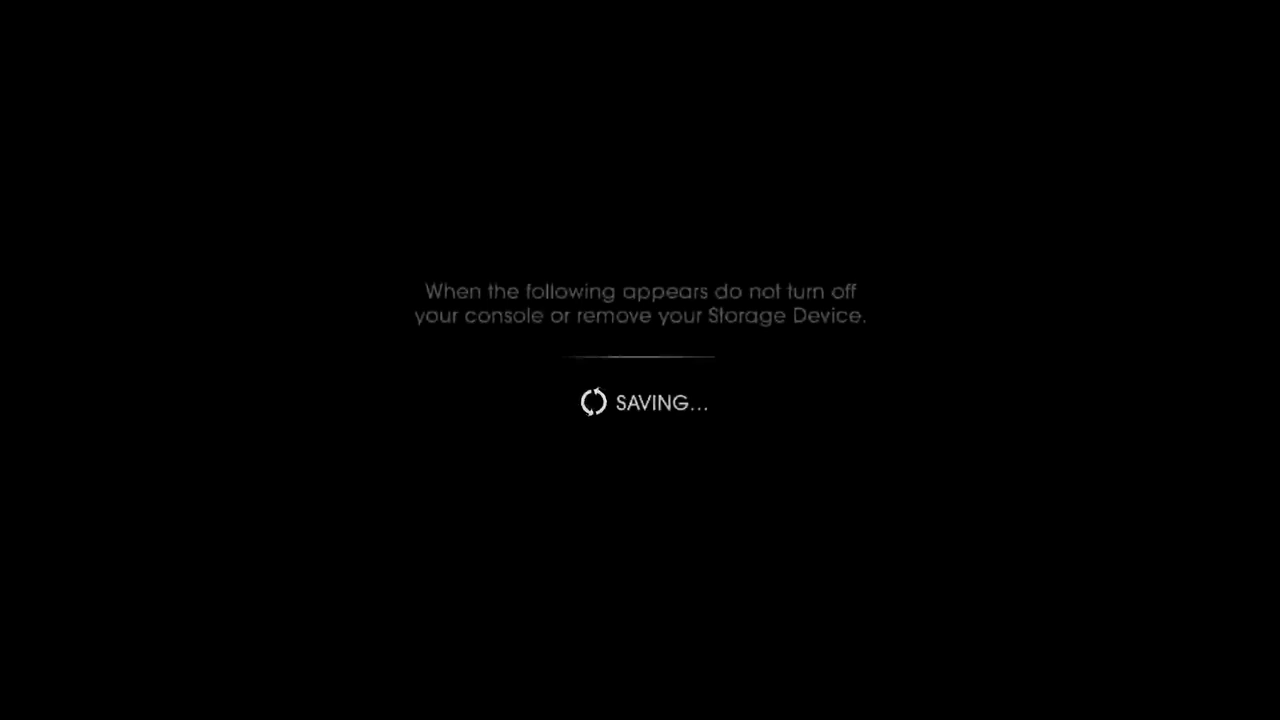 When the following appears do not turn off
your console or remove your Storage Device.
SAVING...